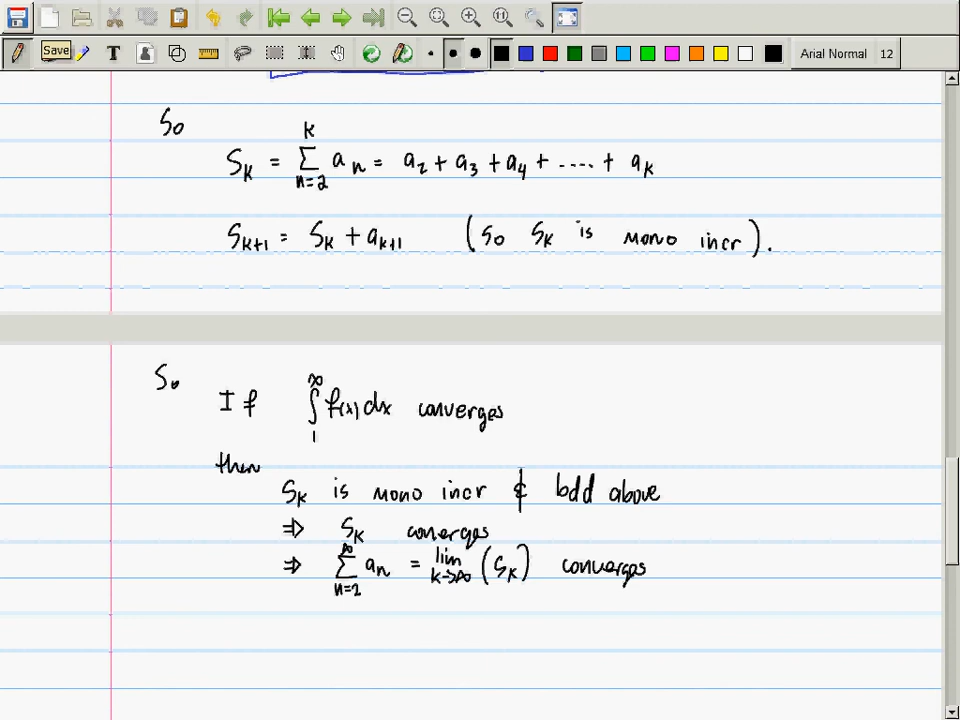 Save
T
Arial Normal 12
So
k
S_k = Σ a_n = a_2 + a_3 + a_4 + ---- + a_k
n=2
S_{k+1} = S_k + a_{k+1} (So S_k is mono incr).
So
If ∫_1^∞ f(x) dx converges
then
S_k is mono incr & bdd above
⇒ S_k converges
⇒ Σ_{n=2}^∞ a_n = lim_{k→∞} (S_k) converges